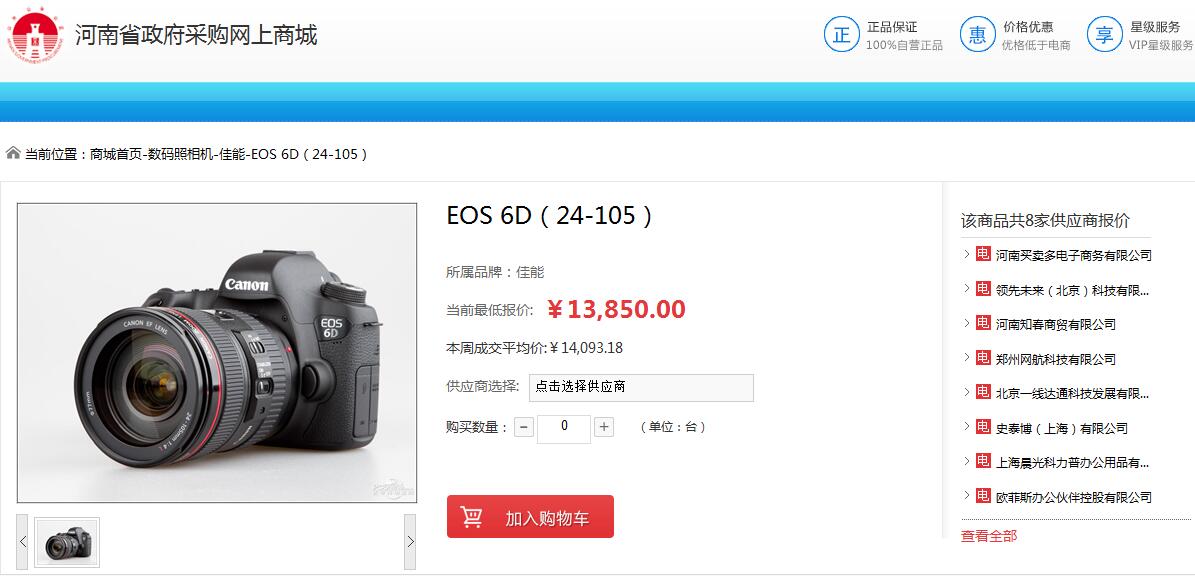 河南省政府采购网上商城
正
正品保证
100%自营正品
惠
价格优惠
优格低于电商
享
星级服务
VIP星级服务
当前位置：商城首页-数码照相机-佳能-EOS 6D（24-105）
Canon
EOS
6D
CANON EF LENS
24-105mm 1:4 L
ø77mm
EOS 6D（24-105）
所属品牌：佳能
当前最低报价: ￥13,850.00
本周成交平均价:￥14,093.18
供应商选择: 点击选择供应商
购买数量： − 0 + （单位：台）
加入购物车
该商品共8家供应商报价
电 河南买卖多电子商务有限公司
电 领先未来（北京）科技有限...
电 河南知春商贸有限公司
电 郑州网航科技有限公司
电 北京一线达通科技发展有限...
电 史泰博（上海）有限公司
电 上海晨光科力普办公用品有...
电 欧菲斯办公伙伴控股有限公司
查看全部